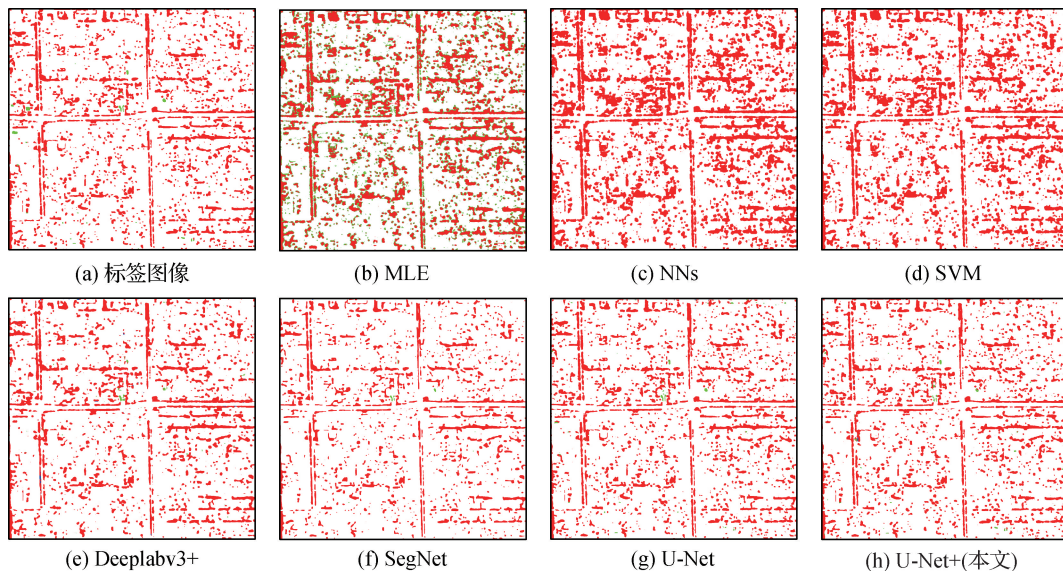 (a) 标签图像
(b) MLE
(c) NNs
(d) SVM
(e) Deeplabv3+
(f) SegNet
(g) U-Net
(h) U-Net+(本文)